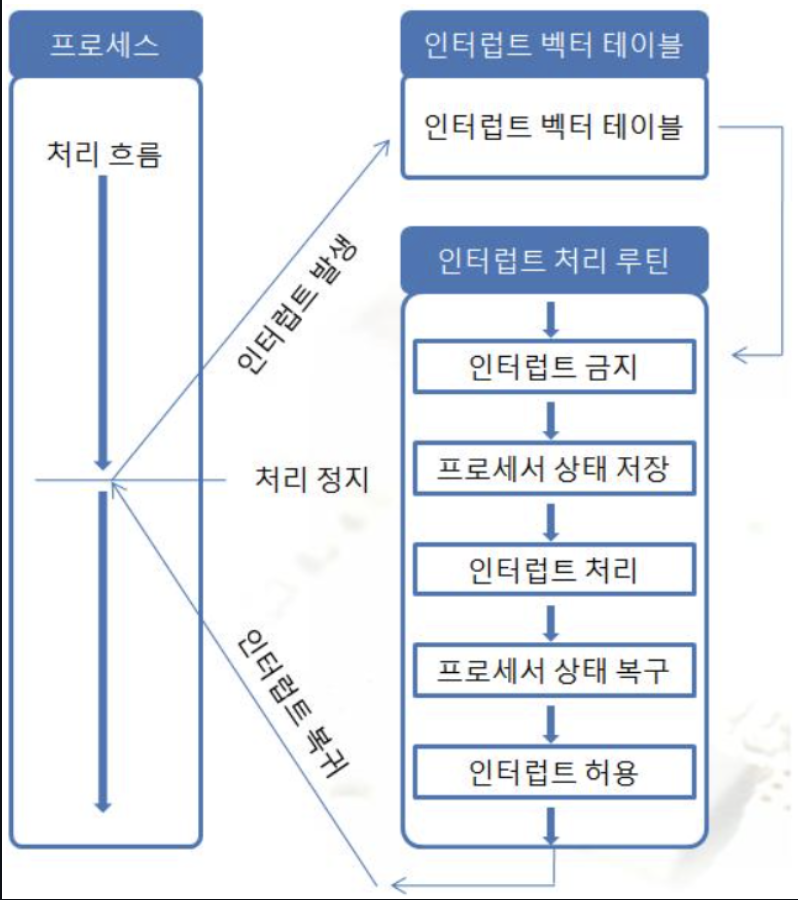 프로세스
처리 흐름
인터럽트 발생
처리 정지
인터럽트 복귀
인터럽트 벡터 테이블
인터럽트 벡터 테이블
인터럽트 처리 루틴
인터럽트 금지
프로세서 상태 저장
인터럽트 처리
프로세서 상태 복구
인터럽트 허용